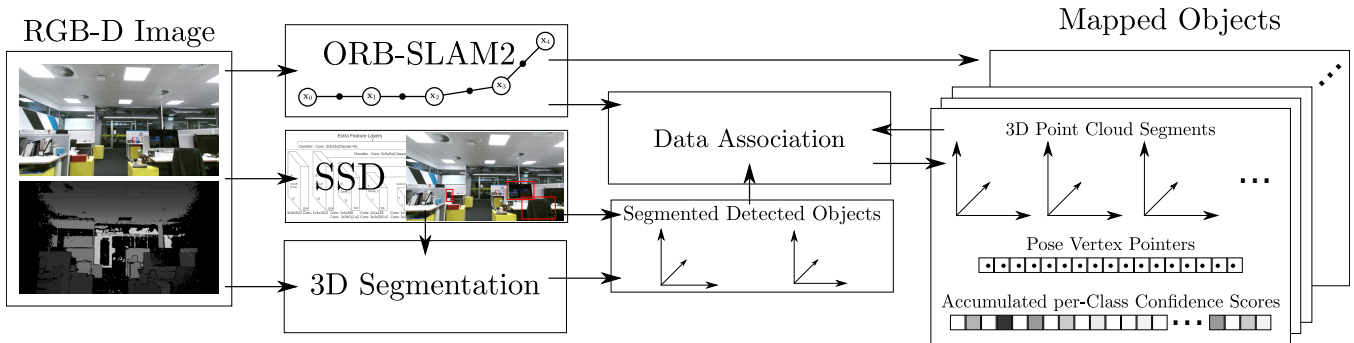 RGB-D Image
ORB-SLAM2
x₀ x₁ x₂ x₃ x₄
Extra Feature Layers
SSD
3D Segmentation
Data Association
Segmented Detected Objects
Mapped Objects
3D Point Cloud Segments
Pose Vertex Pointers
Accumulated per-Class Confidence Scores